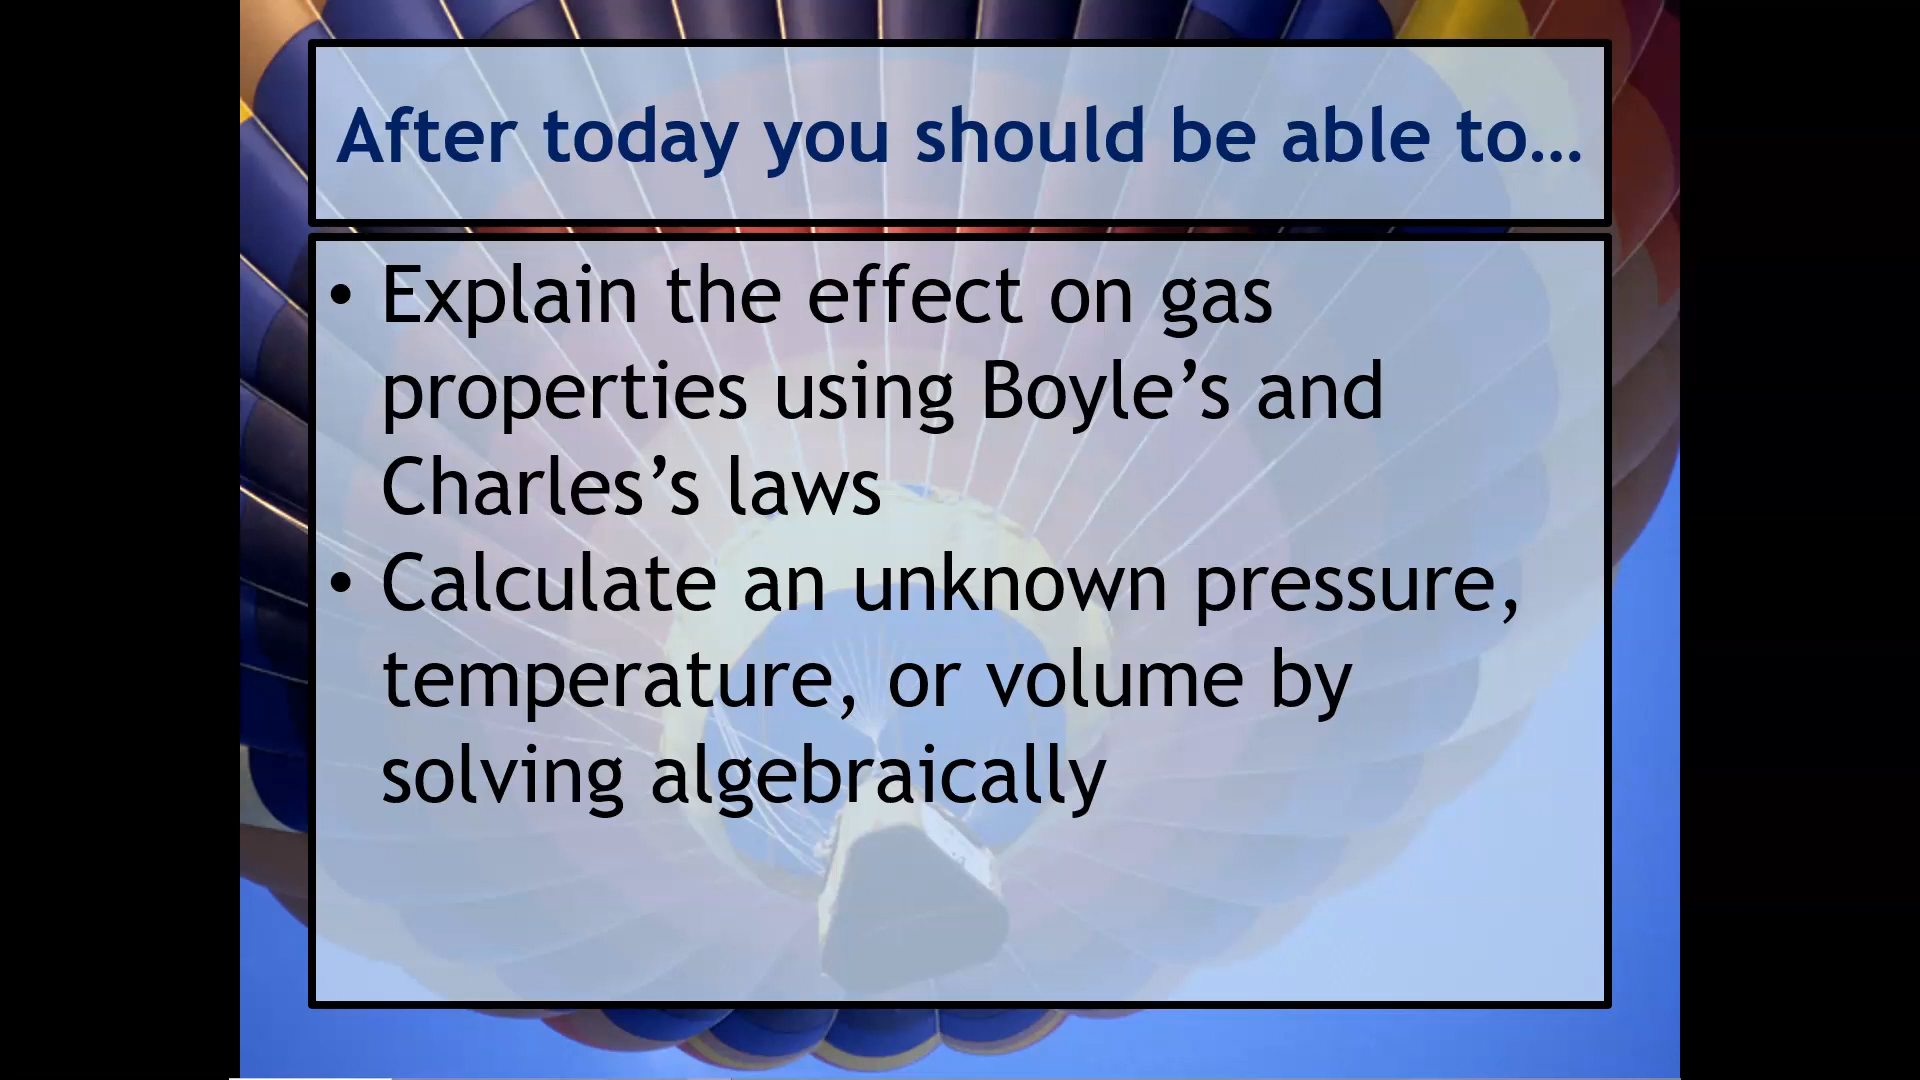 After today you should be able to…
• Explain the effect on gas
properties using Boyle’s and
Charles’s laws
• Calculate an unknown pressure,
temperature, or volume by
solving algebraically